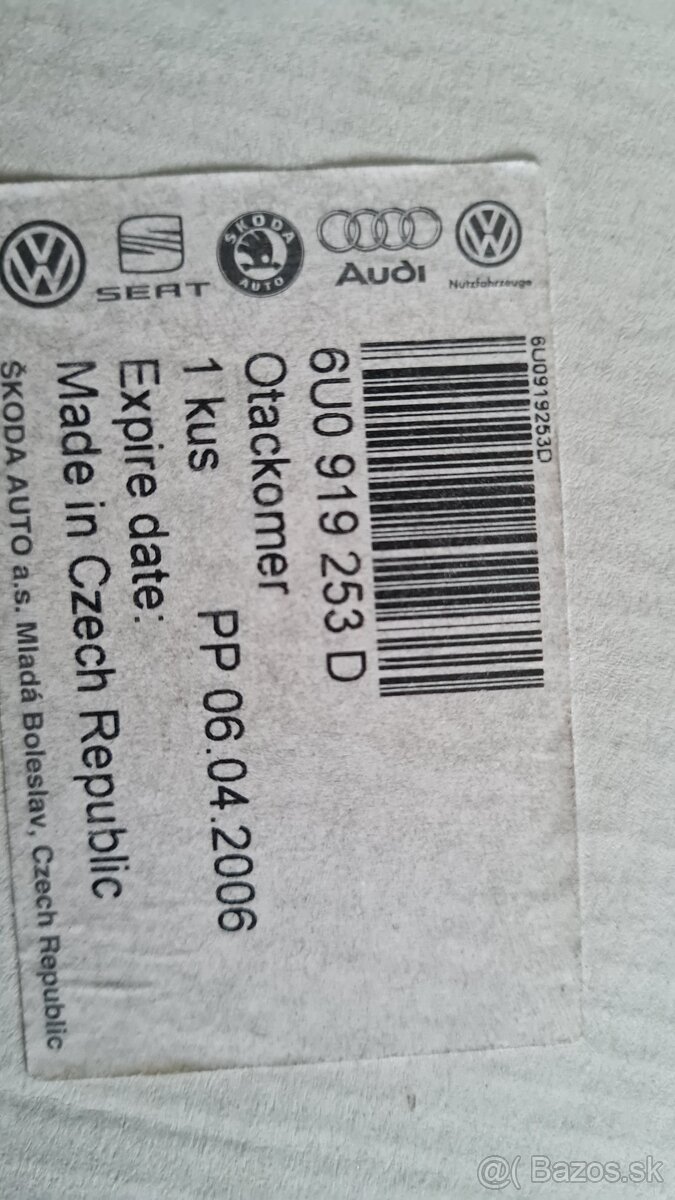 SEAT
ŠKODA
AUTO
Audi
Nutzfahrzeuge
6U0919253D
6U0 919 253 D
Otackomer
1 kus PP 06.04.2006
Expire date:
Made in Czech Republic
ŠKODA AUTO a.s. Mladá Boleslav, Czech Republic
@( Bazos.sk